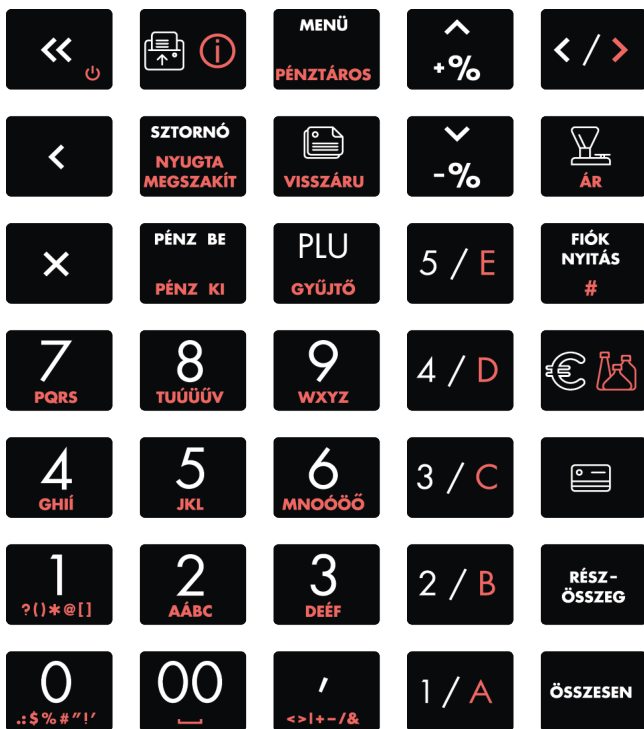 «
MENÜ
PÉNZTÁROS
+%
< / >
<
SZTORNÓ
NYUGTA
MEGSZAKÍT
VISSZÁRU
-%
ÁR
×
PÉNZ BE
PÉNZ KI
PLU
GYŰJTŐ
5 / E
FIÓK
NYITÁS
#
7
PQRS
8
TUÚÜŰV
9
WXYZ
4 / D
€
4
GHIÍ
5
JKL
6
MNOÓÖŐ
3 / C
1
?()*@[]
2
AÁBC
3
DEÉF
2 / B
RÉSZ-
ÖSSZEG
0
.:$%#"!'
00
,
<>|+-/&
1 / A
ÖSSZESEN